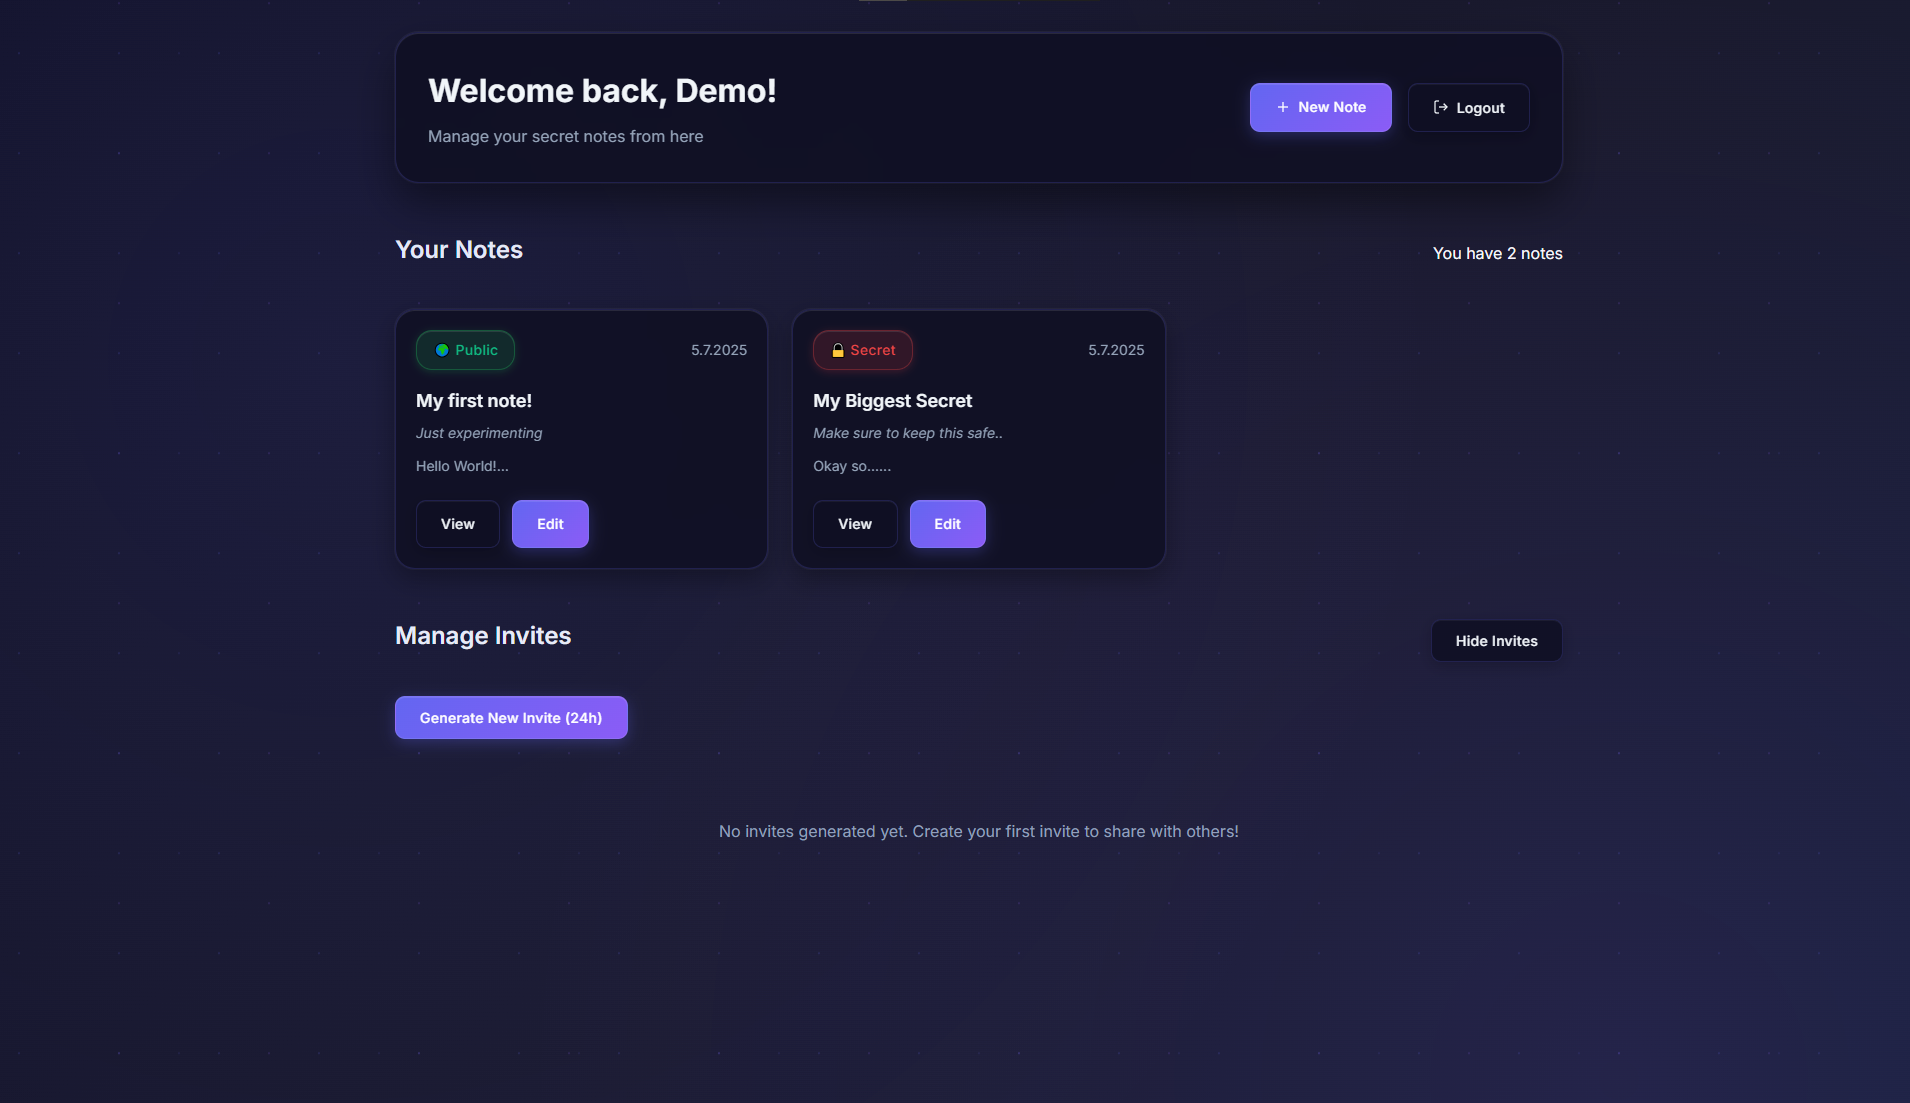 Welcome back, Demo!
Manage your secret notes from here
New Note
Logout
Your Notes
You have 2 notes
Public
5.7.2025
My first note!
Just experimenting
Hello World!...
View
Edit
Secret
5.7.2025
My Biggest Secret
Make sure to keep this safe..
Okay so......
View
Edit
Manage Invites
Hide Invites
Generate New Invite (24h)
No invites generated yet. Create your first invite to share with others!